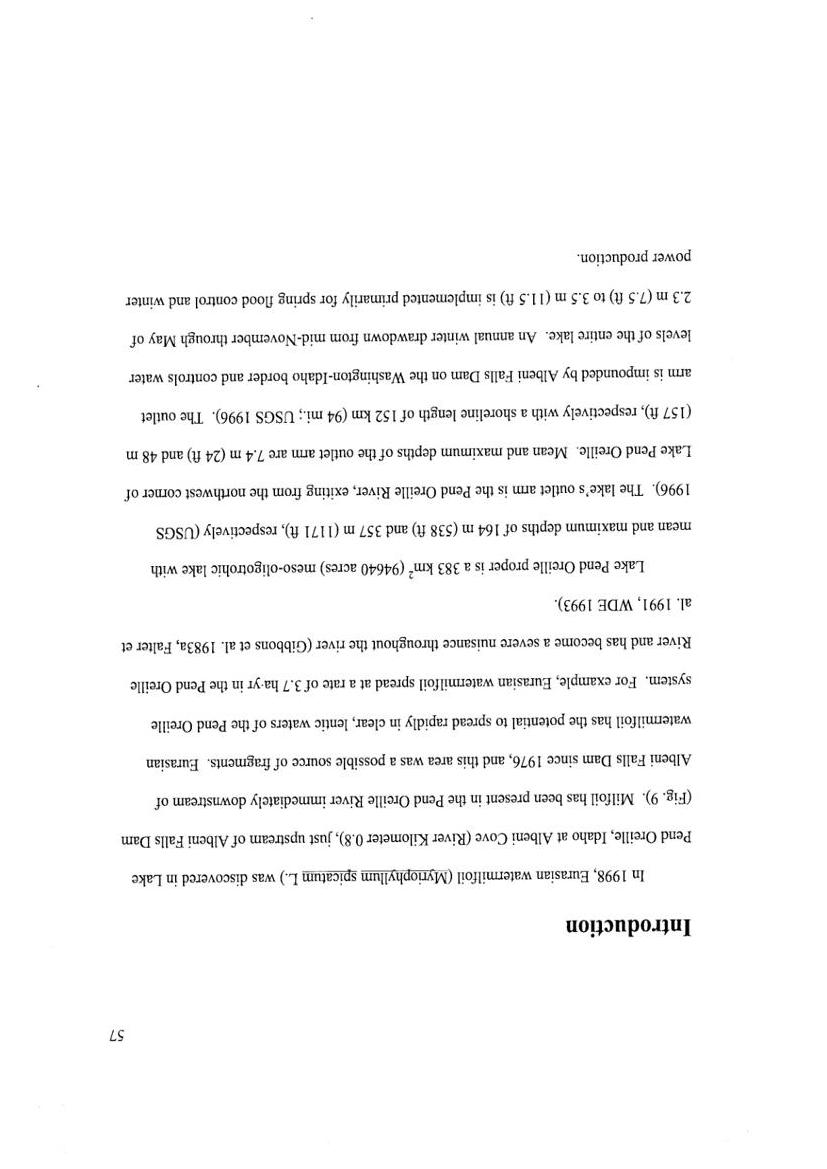 57
Introduction
In 1998, Eurasian watermilfoil (Myriophyllum spicatum L.) was discovered in Lake
Pend Oreille, Idaho at Albeni Cove (River Kilometer 0.8), just upstream of Albeni Falls Dam
(Fig. 9). Milfoil has been present in the Pend Oreille River immediately downstream of
Albeni Falls Dam since 1976, and this area was a possible source of fragments. Eurasian
watermilfoil has the potential to spread rapidly in clear, lentic waters of the Pend Oreille
system. For example, Eurasian watermilfoil spread at a rate of 3.7 ha·yr in the Pend Oreille
River and has become a severe nuisance throughout the river (Gibbons et al. 1983a, Falter et
al. 1991, WDE 1993).
Lake Pend Oreille proper is a 383 km² (94640 acres) meso-oligotrohic lake with
mean and maximum depths of 164 m (538 ft) and 357 m (1171 ft), respectively (USGS
1996). The lake's outlet arm is the Pend Oreille River, exiting from the northwest corner of
Lake Pend Oreille. Mean and maximum depths of the outlet arm are 7.4 m (24 ft) and 48 m
(157 ft), respectively with a shoreline length of 152 km (94 mi.; USGS 1996). The outlet
arm is impounded by Albeni Falls Dam on the Washington-Idaho border and controls water
levels of the entire lake. An annual winter drawdown from mid-November through May of
2.3 m (7.5 ft) to 3.5 m (11.5 ft) is implemented primarily for spring flood control and winter
power production.